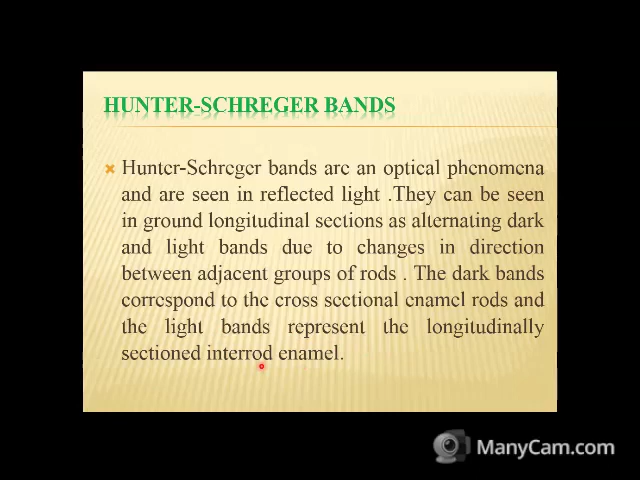 HUNTER-SCHREGER BANDS
Hunter-Schreger bands are an optical phenomena
and are seen in reflected light .They can be seen
in ground longitudinal sections as alternating dark
and light bands due to changes in direction
between adjacent groups of rods . The dark bands
correspond to the cross sectional enamel rods and
the light bands represent the longitudinally
sectioned interrod enamel.
ManyCam.com